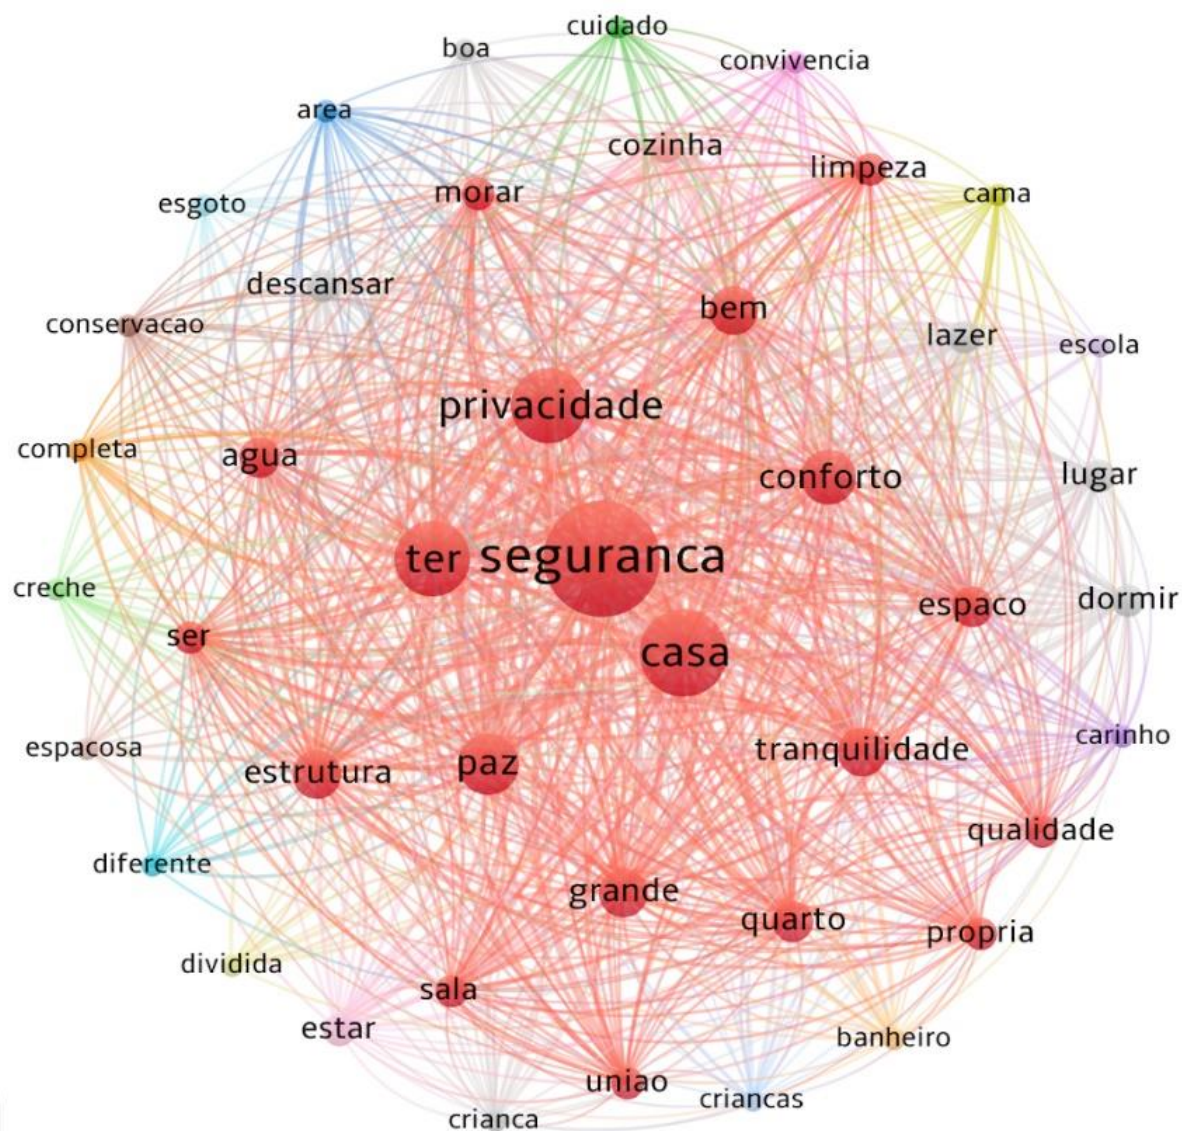 cuidado
boa
convivencia
area
cozinha
limpeza
morar
cama
esgoto
descansar
bem
conservacao
lazer
escola
privacidade
completa
agua
conforto
lugar
ter
seguranca
creche
espaco
dormir
ser
casa
espacosa
carinho
tranquilidade
paz
estrutura
qualidade
diferente
grande
quarto
propria
dividida
sala
estar
banheiro
uniao
criancas
crianca